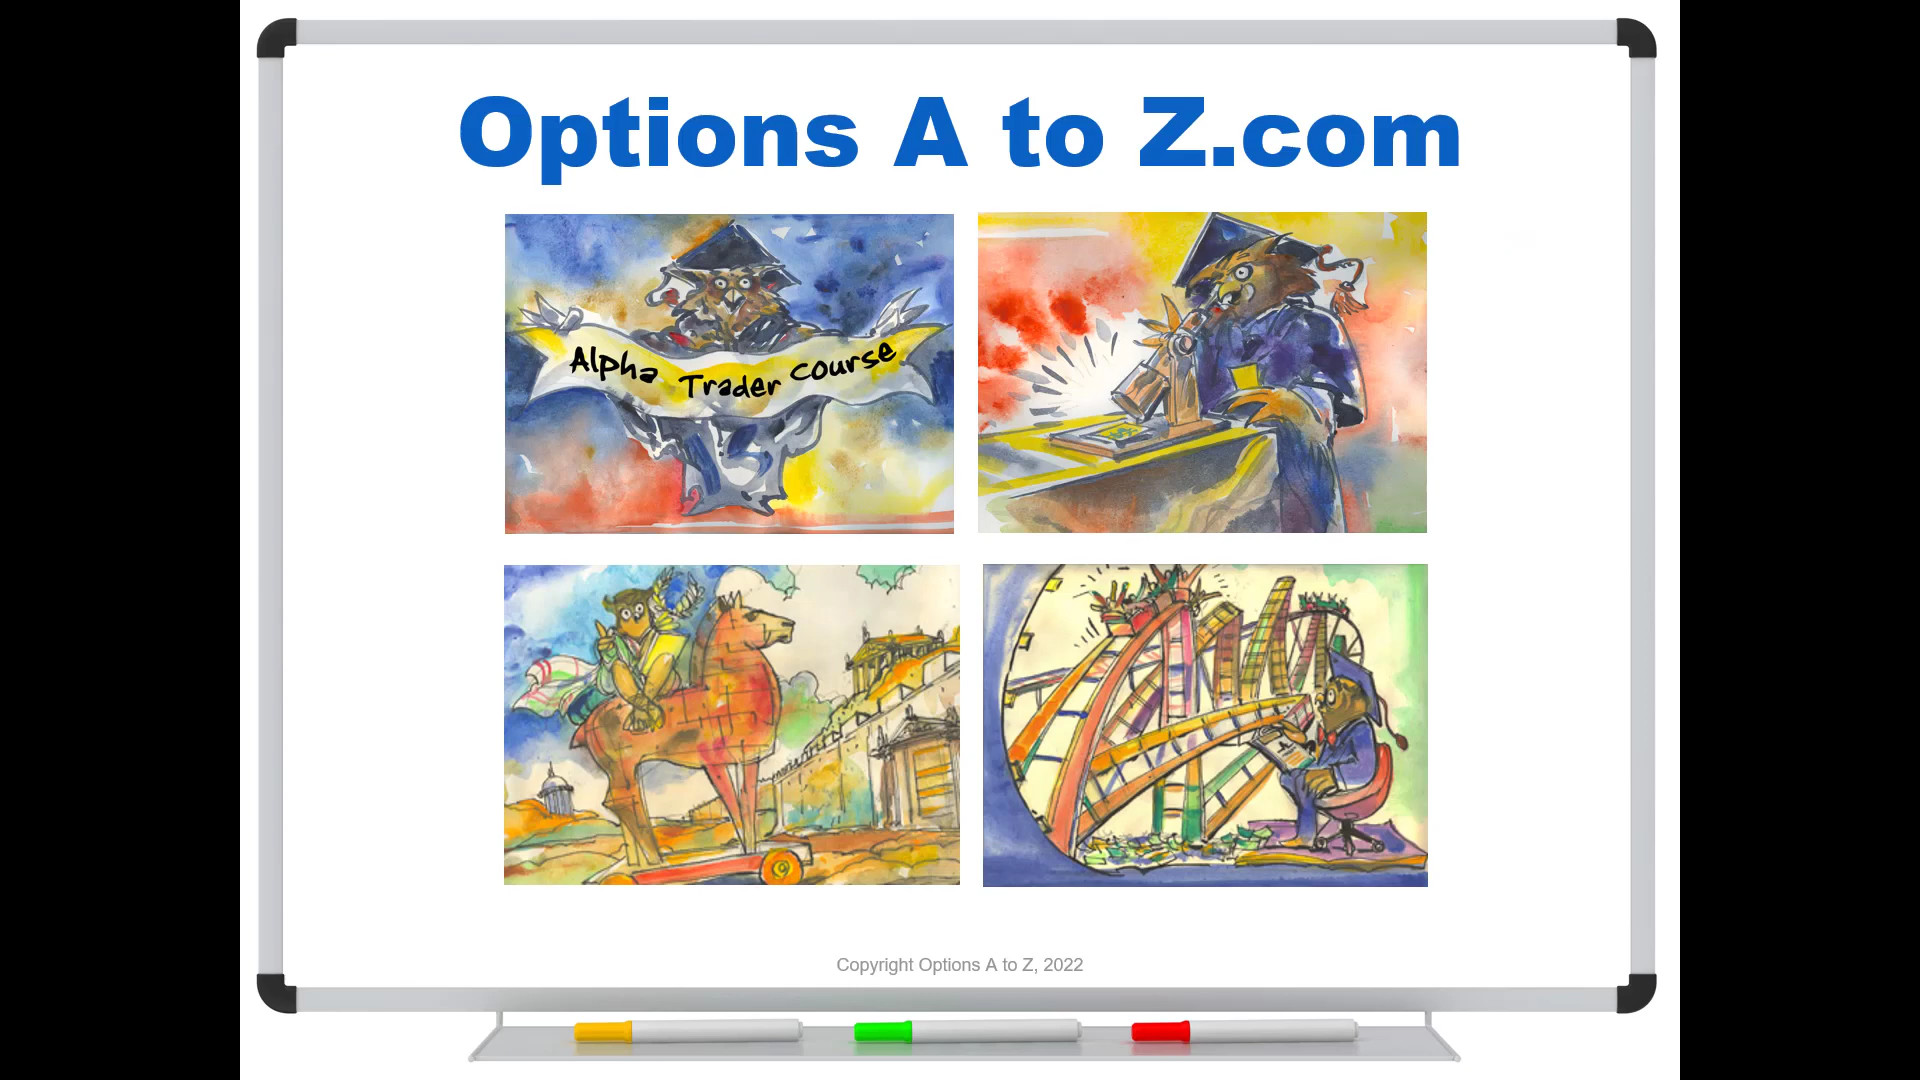 Options A to Z.com
Alpha Trader Course
Copyright Options A to Z, 2022